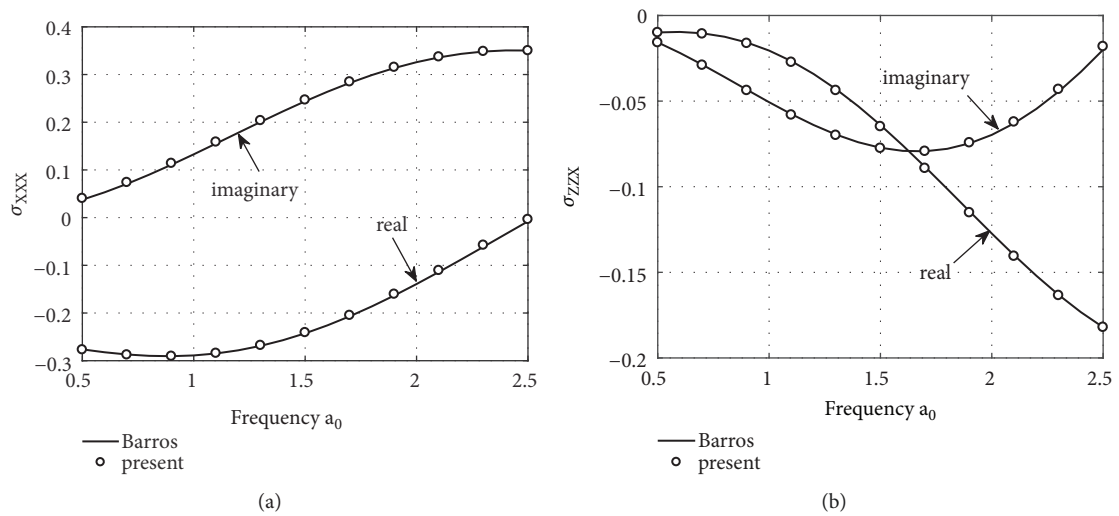 0.4
0.3
0.2
0.1
0
−0.1
−0.2
−0.3
σXXX
imaginary
real
0.5
1
1.5
2
2.5
Frequency a0
Barros
present
(a)
0
−0.05
−0.1
−0.15
−0.2
σZZX
imaginary
real
0.5
1
1.5
2
2.5
Frequency a0
Barros
present
(b)